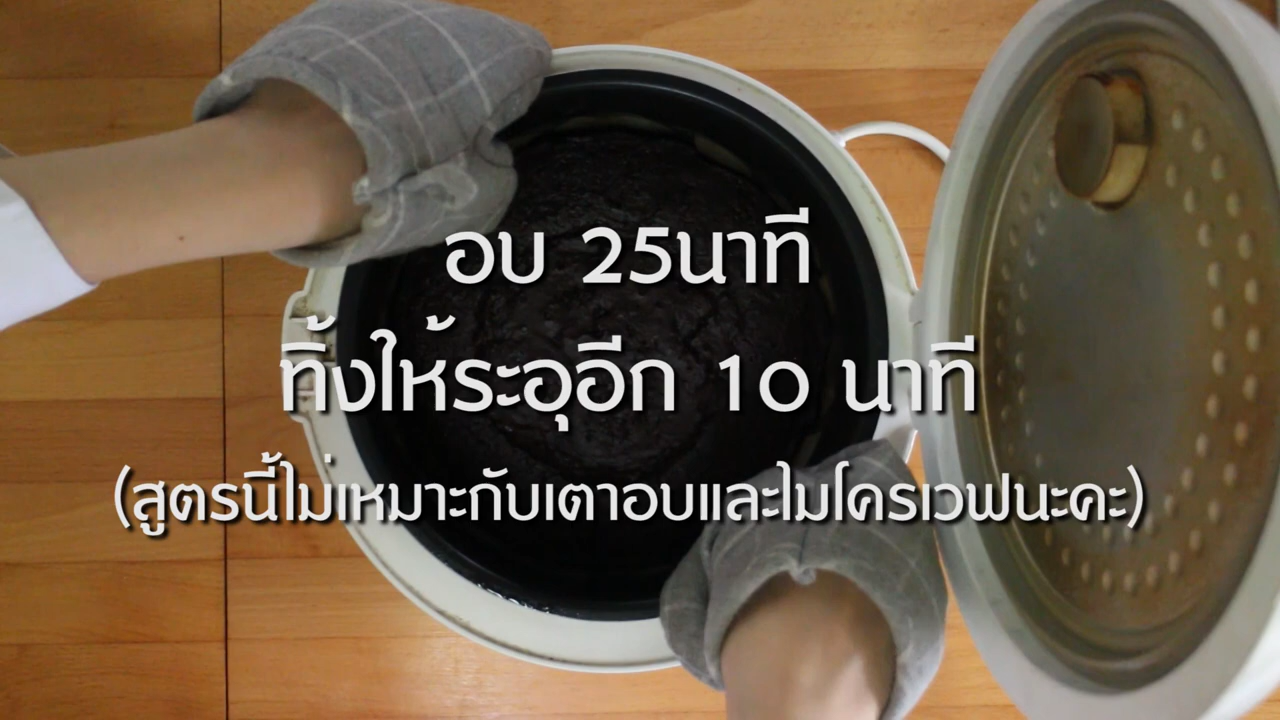 อบ 25นาที
ทิ้งให้ระอุอีก 10 นาที
(สูตรนี้ไม่เหมาะกับเตาอบและไมโครเวฟนะคะ)